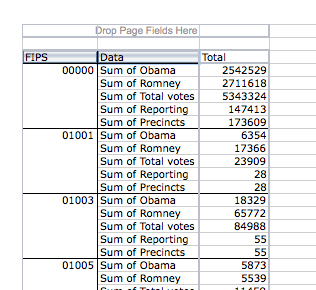 Drop Page Fields Here
FIPS Data Total
00000 Sum of Obama 2542529
Sum of Romney 2711618
Sum of Total votes 5343324
Sum of Reporting 147413
Sum of Precincts 173609
01001 Sum of Obama 6354
Sum of Romney 17366
Sum of Total votes 23909
Sum of Reporting 28
Sum of Precincts 28
01003 Sum of Obama 18329
Sum of Romney 65772
Sum of Total votes 84988
Sum of Reporting 55
Sum of Precincts 55
01005 Sum of Obama 5873
Sum of Romney 5539